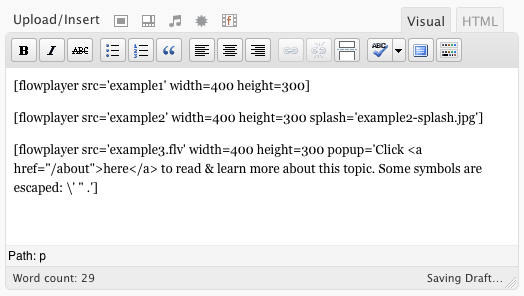 Upload/Insert
Visual
HTML
B I ABC
ABC
[flowplayer src='example1' width=400 height=300]
[flowplayer src='example2' width=400 height=300 splash='example2-splash.jpg']
[flowplayer src='example3.flv' width=400 height=300 popup='Click <a
href="/about">here</a> to read & learn more about this topic. Some symbols are
escaped: \' " .']
Path: p
Word count: 29
Saving Draft...